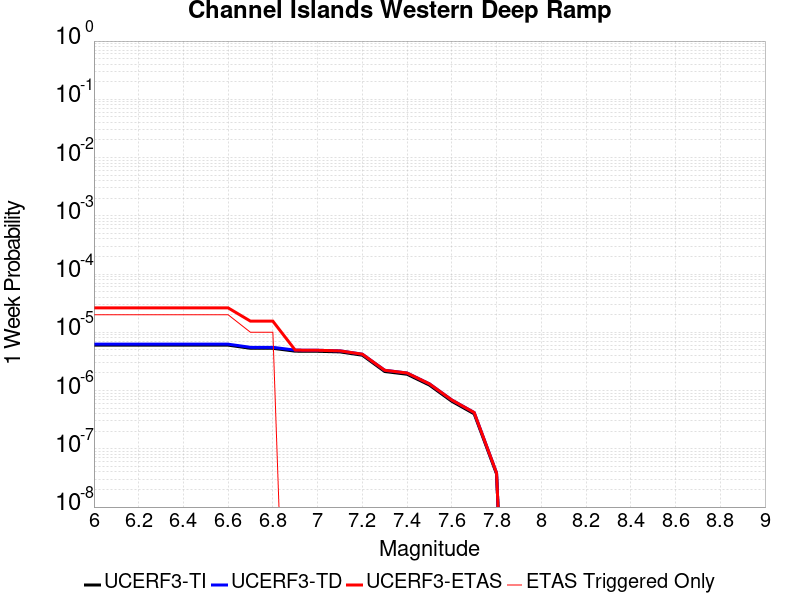 Channel Islands Western Deep Ramp
10^0
10^-1
10^-2
10^-3
10^-4
10^-5
10^-6
10^-7
10^-8
1 Week Probability
6 6.2 6.4 6.6 6.8 7 7.2 7.4 7.6 7.8 8 8.2 8.4 8.6 8.8 9
Magnitude
UCERF3-TI UCERF3-TD UCERF3-ETAS ETAS Triggered Only